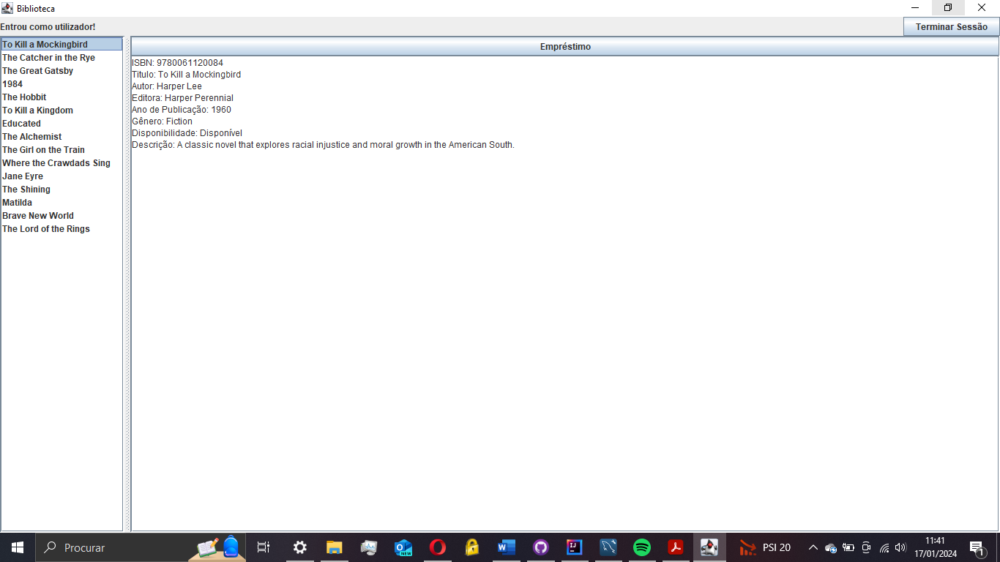 Biblioteca
Entrou como utilizador!
Terminar Sessão
To Kill a Mockingbird
The Catcher in the Rye
The Great Gatsby
1984
The Hobbit
To Kill a Kingdom
Educated
The Alchemist
The Girl on the Train
Where the Crawdads Sing
Jane Eyre
The Shining
Matilda
Brave New World
The Lord of the Rings
Empréstimo
ISBN: 9780061120084
Titulo: To Kill a Mockingbird
Autor: Harper Lee
Editora: Harper Perennial
Ano de Publicação: 1960
Gênero: Fiction
Disponibilidade: Disponível
Descrição: A classic novel that explores racial injustice and moral growth in the American South.
Procurar
NEW
W
IJ
PSI 20
11:41
17/01/2024
1